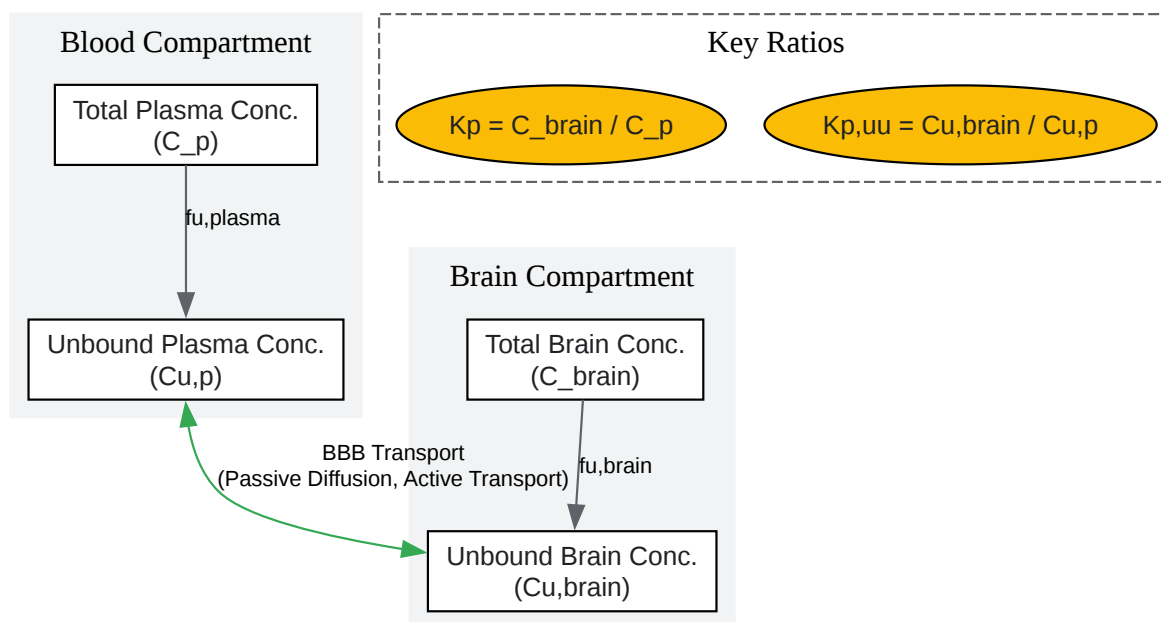 Blood Compartment
Total Plasma Conc.
(C_p)
fu,plasma
Unbound Plasma Conc.
(Cu,p)
Key Ratios
Kp = C_brain / C_p
Kp,uu = Cu,brain / Cu,p
Brain Compartment
Total Brain Conc.
(C_brain)
BBB Transport
(Passive Diffusion, Active Transport)
fu,brain
Unbound Brain Conc.
(Cu,brain)